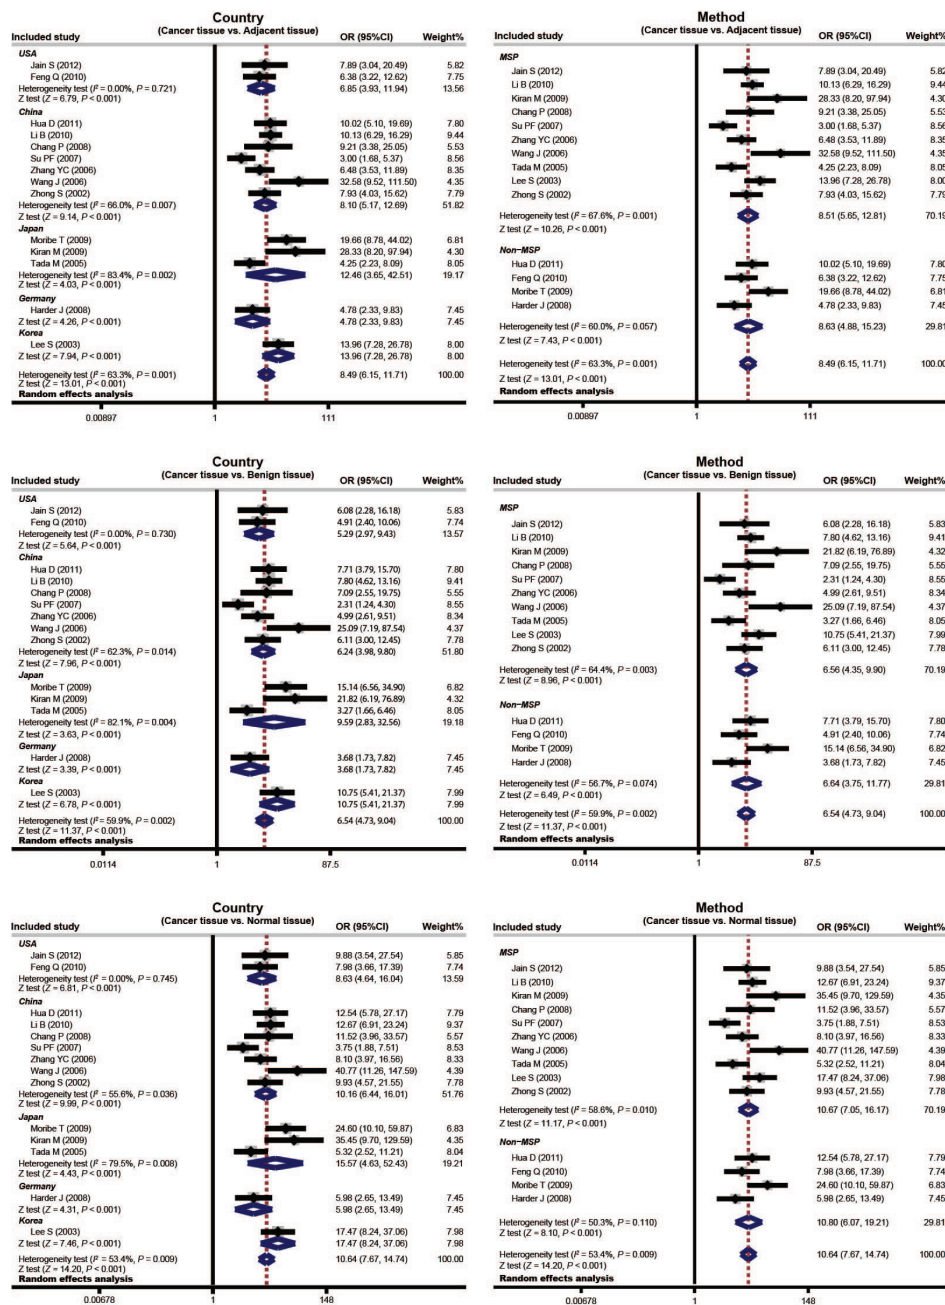 Country
(Cancer tissue vs. Adjacent tissue)
Included study OR (95%CI) Weight%
USA
Jain S (2012) 7.89 (3.04, 20.49) 5.82
Feng Q (2010) 6.38 (3.22, 12.62) 7.75
Heterogeneity test (I² = 0.00%, P = 0.721) 6.85 (3.93, 11.94) 13.56
Z test (Z = 6.79, P < 0.001)
China
Hua D (2011) 10.02 (5.10, 19.69) 7.80
Li B (2010) 10.13 (6.29, 16.29) 9.44
Chang P (2008) 9.21 (3.38, 25.05) 5.53
Su PF (2007) 3.00 (1.68, 5.37) 8.56
Zhang YC (2006) 6.48 (3.53, 11.89) 8.35
Wang J (2006) 32.58 (9.52, 111.50) 4.35
Zhong S (2002) 7.93 (4.03, 15.62) 7.79
Heterogeneity test (I² = 66.0%, P = 0.007) 8.10 (5.17, 12.69) 51.82
Z test (Z = 9.14, P < 0.001)
Japan
Moribe T (2009) 19.66 (8.78, 44.02) 6.81
Kiran M (2009) 28.33 (8.20, 97.94) 4.30
Tada M (2005) 4.25 (2.23, 8.09) 8.05
Heterogeneity test (I² = 83.4%, P = 0.002) 12.46 (3.65, 42.51) 19.17
Z test (Z = 4.03, P < 0.001)
Germany
Harder J (2008) 4.78 (2.33, 9.83) 7.45
Z test (Z = 4.26, P < 0.001) 4.78 (2.33, 9.83) 7.45
Korea
Lee S (2003) 13.96 (7.28, 26.78) 8.00
Z test (Z = 7.94, P < 0.001) 13.96 (7.28, 26.78) 8.00
Heterogeneity test (I² = 63.3%, P = 0.001) 8.49 (6.15, 11.71) 100.00
Z test (Z = 13.01, P < 0.001)
Random effects analysis
0.00897 1 111
Method
(Cancer tissue vs. Adjacent tissue)
Included study OR (95%CI) Weight%
MSP
Jain S (2012) 7.89 (3.04, 20.49) 5.82
Li B (2010) 10.13 (6.29, 16.29) 9.44
Kiran M (2009) 28.33 (8.20, 97.94) 4.30
Chang P (2008) 9.21 (3.38, 25.05) 5.53
Su PF (2007) 3.00 (1.68, 5.37) 8.56
Zhang YC (2006) 6.48 (3.53, 11.89) 8.35
Wang J (2006) 32.58 (9.52, 111.50) 4.35
Tada M (2005) 4.25 (2.23, 8.09) 8.05
Lee S (2003) 13.96 (7.28, 26.78) 8.00
Zhong S (2002) 7.93 (4.03, 15.62) 7.79
Heterogeneity test (I² = 67.6%, P = 0.001) 8.51 (5.65, 12.81) 70.19
Z test (Z = 10.26, P < 0.001)
Non-MSP
Hua D (2011) 10.02 (5.10, 19.69) 7.80
Feng Q (2010) 6.38 (3.22, 12.62) 7.75
Moribe T (2009) 19.66 (8.78, 44.02) 6.81
Harder J (2008) 4.78 (2.33, 9.83) 7.45
Heterogeneity test (I² = 60.0%, P = 0.057) 8.63 (4.88, 15.23) 29.81
Z test (Z = 7.43, P < 0.001)
Heterogeneity test (I² = 63.3%, P = 0.001) 8.49 (6.15, 11.71) 100.00
Z test (Z = 13.01, P < 0.001)
Random effects analysis
0.00897 1 111
Country
(Cancer tissue vs. Benign tissue)
Included study OR (95%CI) Weight%
USA
Jain S (2012) 6.08 (2.28, 16.18) 5.83
Feng Q (2010) 4.91 (2.40, 10.06) 7.74
Heterogeneity test (I² = 0.00%, P = 0.730) 5.29 (2.97, 9.43) 13.57
Z test (Z = 5.64, P < 0.001)
China
Hua D (2011) 7.71 (3.79, 15.70) 7.80
Li B (2010) 7.80 (4.62, 13.16) 9.41
Chang P (2008) 7.09 (2.55, 19.75) 5.55
Su PF (2007) 2.31 (1.24, 4.30) 8.55
Zhang YC (2006) 4.99 (2.61, 9.51) 8.34
Wang J (2006) 25.09 (7.19, 87.54) 4.37
Zhong S (2002) 6.11 (3.00, 12.45) 7.78
Heterogeneity test (I² = 62.3%, P = 0.014) 6.24 (3.98, 9.80) 51.80
Z test (Z = 7.96, P < 0.001)
Japan
Moribe T (2009) 15.14 (6.56, 34.90) 6.82
Kiran M (2009) 21.82 (6.19, 76.89) 4.32
Tada M (2005) 3.27 (1.66, 6.46) 8.05
Heterogeneity test (I² = 82.1%, P = 0.004) 9.59 (2.83, 32.56) 19.18
Z test (Z = 3.63, P < 0.001)
Germany
Harder J (2008) 3.68 (1.73, 7.82) 7.45
Z test (Z = 3.39, P < 0.001) 3.68 (1.73, 7.82) 7.45
Korea
Lee S (2003) 10.75 (5.41, 21.37) 7.99
Z test (Z = 6.78, P < 0.001) 10.75 (5.41, 21.37) 7.99
Heterogeneity test (I² = 59.9%, P = 0.002) 6.54 (4.73, 9.04) 100.00
Z test (Z = 11.37, P < 0.001)
Random effects analysis
0.0114 1 87.5
Method
(Cancer tissue vs. Benign tissue)
Included study OR (95%CI) Weight%
MSP
Jain S (2012) 6.08 (2.28, 16.18) 5.83
Li B (2010) 7.80 (4.62, 13.16) 9.41
Kiran M (2009) 21.82 (6.19, 76.89) 4.32
Chang P (2008) 7.09 (2.55, 19.75) 5.55
Su PF (2007) 2.31 (1.24, 4.30) 8.55
Zhang YC (2006) 4.99 (2.61, 9.51) 8.34
Wang J (2006) 25.09 (7.19, 87.54) 4.37
Tada M (2005) 3.27 (1.66, 6.46) 8.05
Lee S (2003) 10.75 (5.41, 21.37) 7.99
Zhong S (2002) 6.11 (3.00, 12.45) 7.78
Heterogeneity test (I² = 64.4%, P = 0.003) 6.56 (4.35, 9.90) 70.19
Z test (Z = 8.96, P < 0.001)
Non-MSP
Hua D (2011) 7.71 (3.79, 15.70) 7.80
Feng Q (2010) 4.91 (2.40, 10.06) 7.74
Moribe T (2009) 15.14 (6.56, 34.90) 6.82
Harder J (2008) 3.68 (1.73, 7.82) 7.45
Heterogeneity test (I² = 56.7%, P = 0.074) 6.64 (3.75, 11.77) 29.81
Z test (Z = 6.49, P < 0.001)
Heterogeneity test (I² = 59.9%, P = 0.002) 6.54 (4.73, 9.04) 100.00
Z test (Z = 11.37, P < 0.001)
Random effects analysis
0.0114 1 87.5
Country
(Cancer tissue vs. Normal tissue)
Included study OR (95%CI) Weight%
USA
Jain S (2012) 9.88 (3.54, 27.54) 5.85
Feng Q (2010) 7.98 (3.66, 17.39) 7.74
Heterogeneity test (I² = 0.00%, P = 0.745) 8.63 (4.64, 16.04) 13.59
Z test (Z = 6.81, P < 0.001)
China
Hua D (2011) 12.54 (5.78, 27.17) 7.79
Li B (2010) 12.67 (6.91, 23.24) 9.37
Chang P (2008) 11.52 (3.96, 33.57) 5.57
Su PF (2007) 3.75 (1.88, 7.51) 8.53
Zhang YC (2006) 8.10 (3.97, 16.56) 8.33
Wang J (2006) 40.77 (11.26, 147.59) 4.39
Zhong S (2002) 9.93 (4.57, 21.55) 7.78
Heterogeneity test (I² = 55.6%, P = 0.036) 10.16 (6.44, 16.01) 51.76
Z test (Z = 9.99, P < 0.001)
Japan
Moribe T (2009) 24.60 (10.10, 59.87) 6.83
Kiran M (2009) 35.45 (9.70, 129.59) 4.35
Tada M (2005) 5.32 (2.52, 11.21) 8.04
Heterogeneity test (I² = 79.5%, P = 0.008) 15.57 (4.63, 52.43) 19.21
Z test (Z = 4.43, P < 0.001)
Germany
Harder J (2008) 5.98 (2.65, 13.49) 7.45
Z test (Z = 4.31, P < 0.001) 5.98 (2.65, 13.49) 7.45
Korea
Lee S (2003) 17.47 (8.24, 37.06) 7.98
Z test (Z = 7.46, P < 0.001) 17.47 (8.24, 37.06) 7.98
Heterogeneity test (I² = 53.4%, P = 0.009) 10.64 (7.67, 14.74) 100.00
Z test (Z = 14.20, P < 0.001)
Random effects analysis
0.00678 1 148
Method
(Cancer tissue vs. Normal tissue)
Included study OR (95%CI) Weight%
MSP
Jain S (2012) 9.88 (3.54, 27.54) 5.85
Li B (2010) 12.67 (6.91, 23.24) 9.37
Kiran M (2009) 35.45 (9.70, 129.59) 4.35
Chang P (2008) 11.52 (3.96, 33.57) 5.57
Su PF (2007) 3.75 (1.88, 7.51) 8.53
Zhang YC (2006) 8.10 (3.97, 16.56) 8.33
Wang J (2006) 40.77 (11.26, 147.59) 4.39
Tada M (2005) 5.32 (2.52, 11.21) 8.04
Lee S (2003) 17.47 (8.24, 37.06) 7.98
Zhong S (2002) 9.93 (4.57, 21.55) 7.78
Heterogeneity test (I² = 58.6%, P = 0.010) 10.67 (7.05, 16.17) 70.19
Z test (Z = 11.17, P < 0.001)
Non-MSP
Hua D (2011) 12.54 (5.78, 27.17) 7.79
Feng Q (2010) 7.98 (3.66, 17.39) 7.74
Moribe T (2009) 24.60 (10.10, 59.87) 6.83
Harder J (2008) 5.98 (2.65, 13.49) 7.45
Heterogeneity test (I² = 50.3%, P = 0.110) 10.80 (6.07, 19.21) 29.81
Z test (Z = 8.10, P < 0.001)
Heterogeneity test (I² = 53.4%, P = 0.009) 10.64 (7.67, 14.74) 100.00
Z test (Z = 14.20, P < 0.001)
Random effects analysis
0.00678 1 148